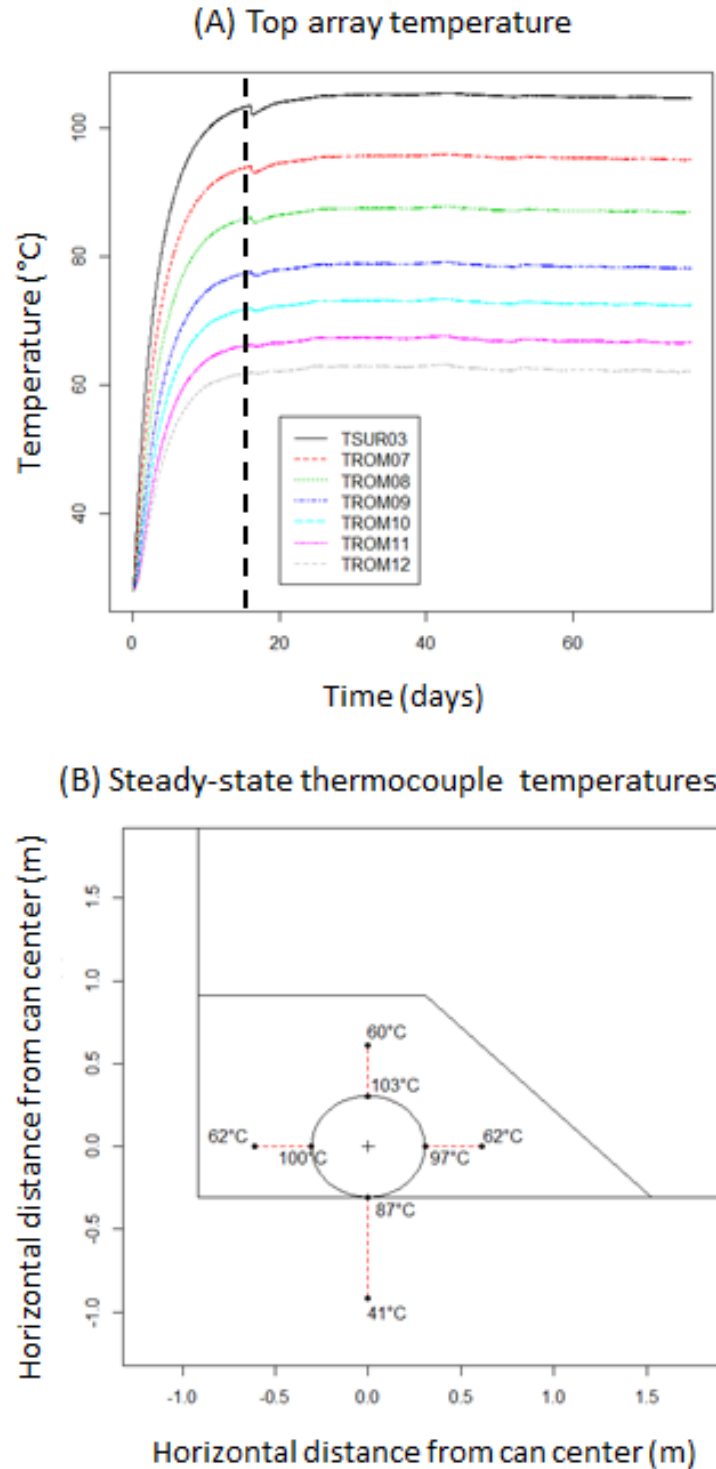 (A) Top array temperature
Temperature (°C)
100
80
60
40
TSUR03
TROM07
TROM08
TROM09
TROM10
TROM11
TROM12
0
20
40
60
Time (days)
(B) Steady-state thermocouple temperatures
Horizontal distance from can center (m)
1.5
1.0
0.5
0.0
-0.5
-1.0
60°C
103°C
62°C
100°C
97°C
62°C
87°C
41°C
-1.0
-0.5
0.0
0.5
1.0
1.5
Horizontal distance from can center (m)